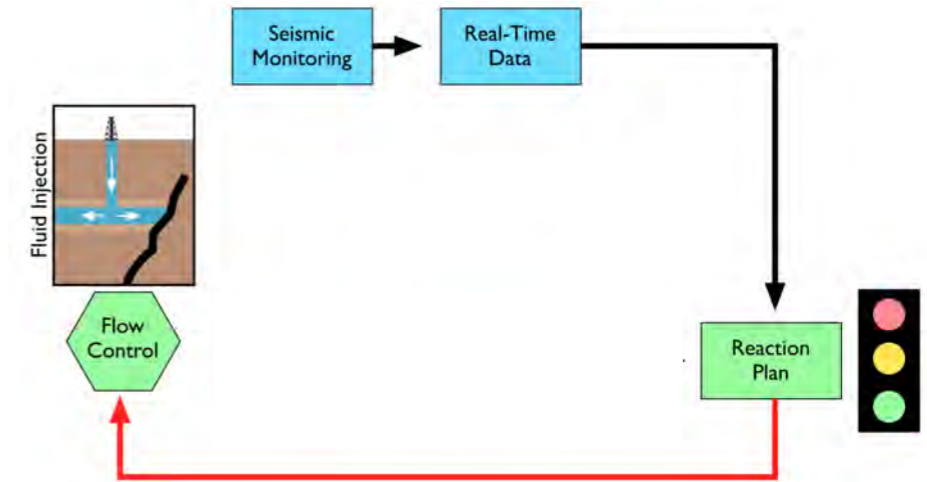 Seismic
Monitoring
Real-Time
Data
Fluid Injection
Flow
Control
Reaction
Plan